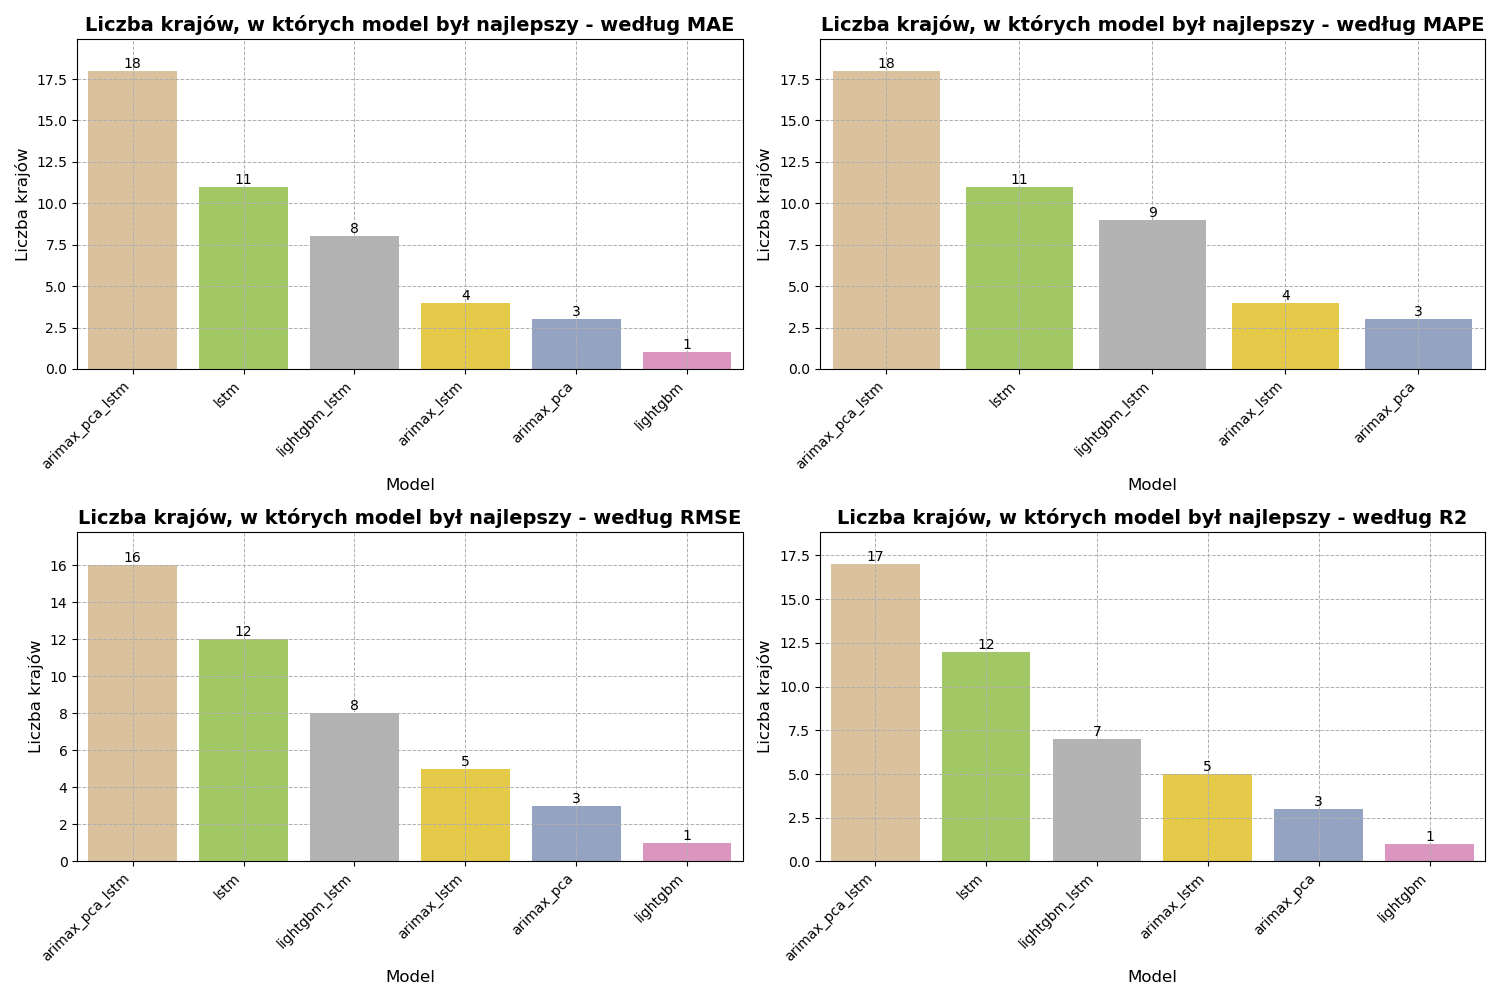 Liczba krajów, w których model był najlepszy - według MAE
Liczba krajów
17.5
15.0
12.5
10.0
7.5
5.0
2.5
0.0
18
11
8
4
3
1
arimax_pca_lstm
lstm
lightgbm_lstm
arimax_lstm
arimax_pca
lightgbm
Model
Liczba krajów, w których model był najlepszy - według MAPE
Liczba krajów
17.5
15.0
12.5
10.0
7.5
5.0
2.5
0.0
18
11
9
4
3
arimax_pca_lstm
lstm
lightgbm_lstm
arimax_lstm
arimax_pca
Model
Liczba krajów, w których model był najlepszy - według RMSE
Liczba krajów
16
14
12
10
8
6
4
2
0
16
12
8
5
3
1
arimax_pca_lstm
lstm
lightgbm_lstm
arimax_lstm
arimax_pca
lightgbm
Model
Liczba krajów, w których model był najlepszy - według R2
Liczba krajów
17.5
15.0
12.5
10.0
7.5
5.0
2.5
0.0
17
12
7
5
3
1
arimax_pca_lstm
lstm
lightgbm_lstm
arimax_lstm
arimax_pca
lightgbm
Model